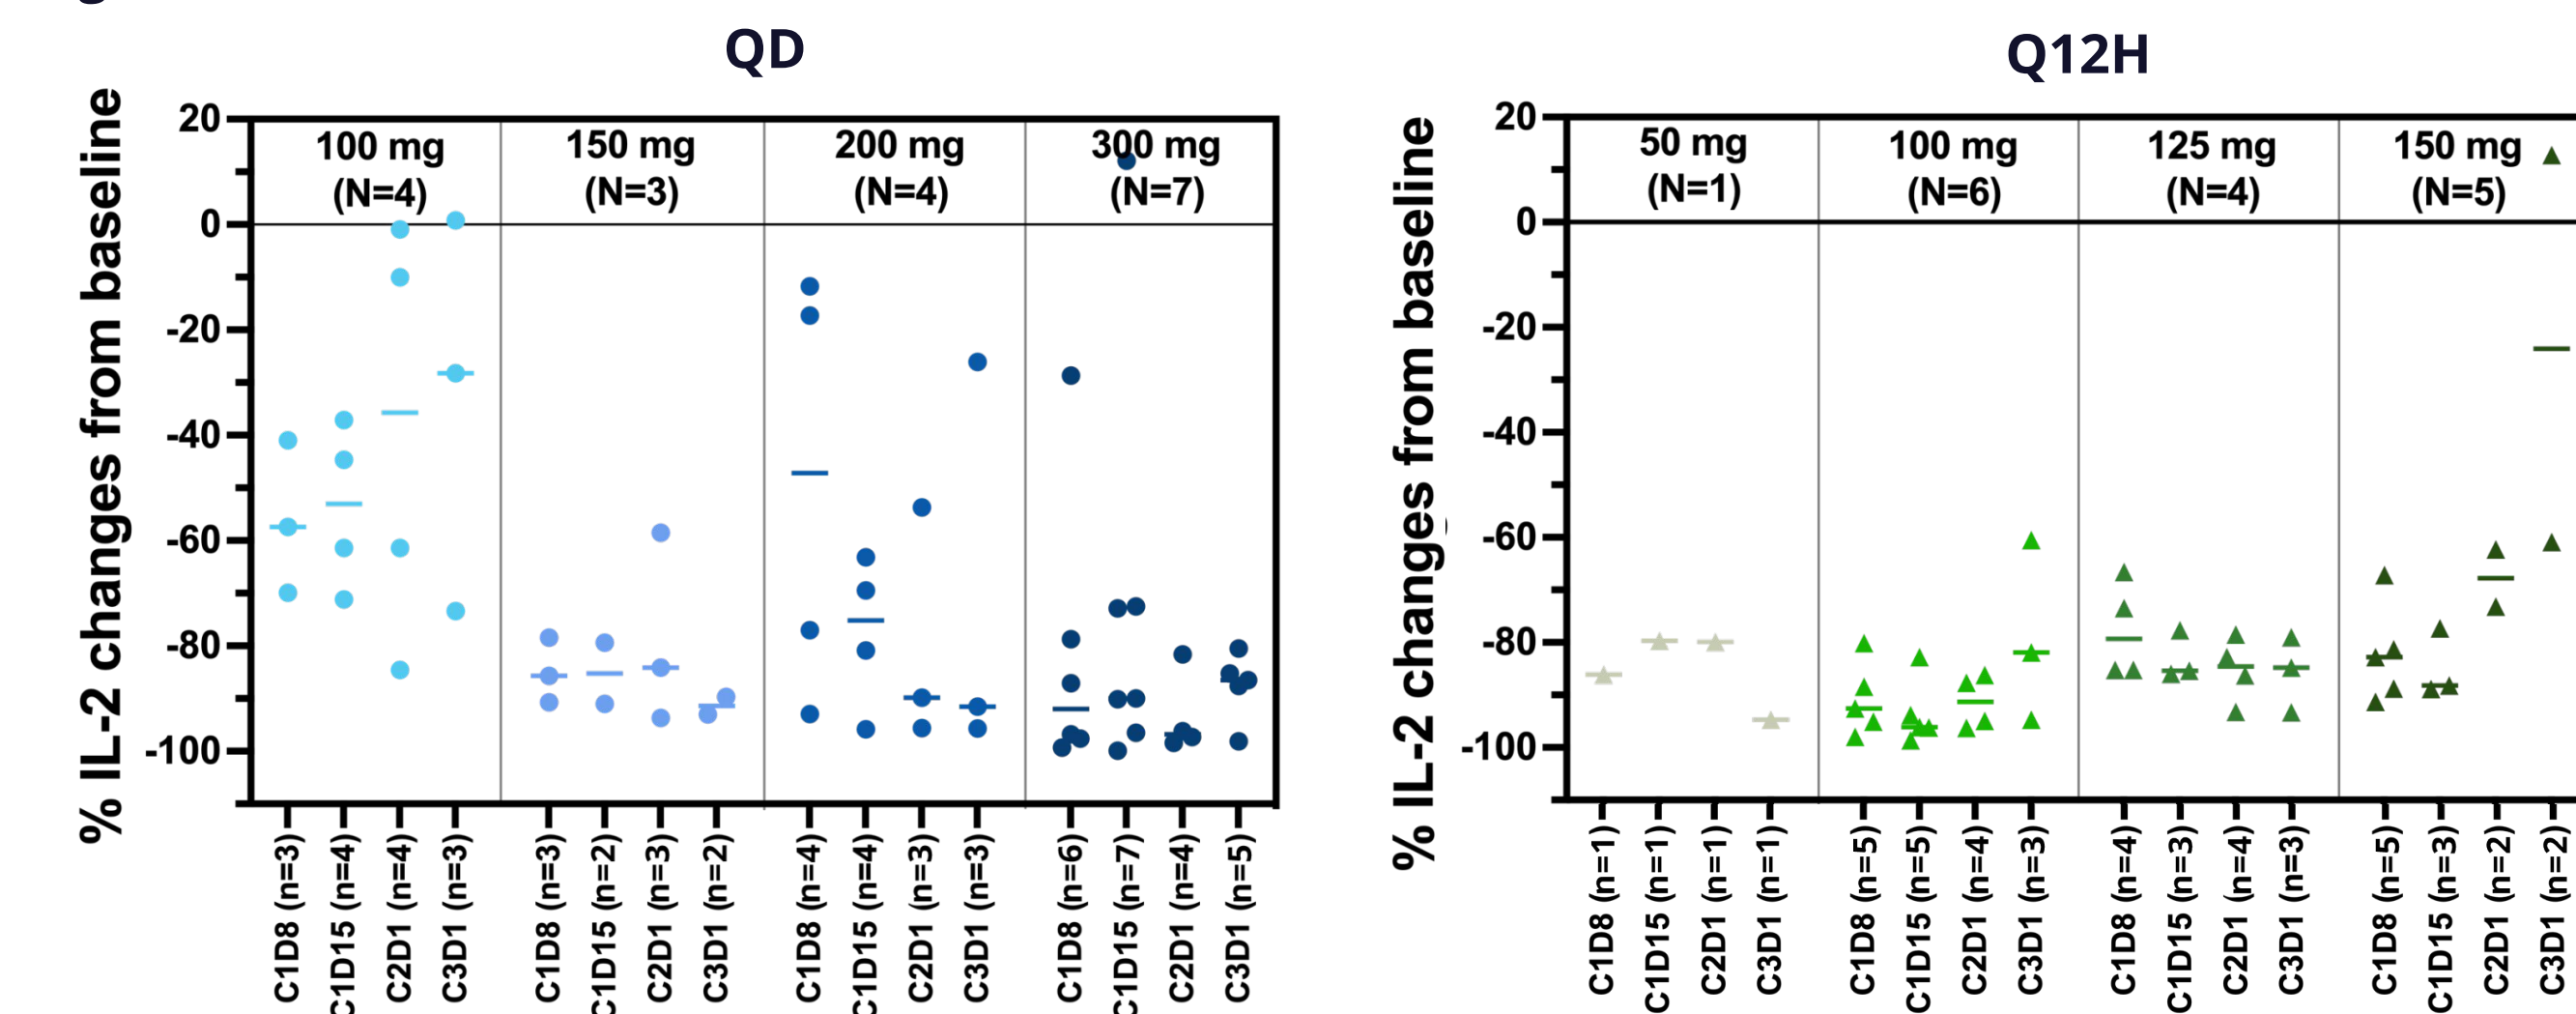 QD
% IL-2 changes from baseline
20
0
-20
-40
-60
-80
-100
100 mg
(N=4)
150 mg
(N=3)
200 mg
(N=4)
300 mg
(N=7)
C1D8 (n=3)
C1D15 (n=4)
C2D1 (n=4)
C3D1 (n=3)
C1D8 (n=3)
C1D15 (n=2)
C2D1 (n=3)
C3D1 (n=2)
C1D8 (n=4)
C1D15 (n=4)
C2D1 (n=3)
C3D1 (n=3)
C1D8 (n=6)
C1D15 (n=7)
C2D1 (n=4)
C3D1 (n=5)
Q12H
% IL-2 changes from baseline
20
0
-20
-40
-60
-80
-100
50 mg
(N=1)
100 mg
(N=6)
125 mg
(N=4)
150 mg
(N=5)
C1D8 (n=1)
C1D15 (n=1)
C2D1 (n=1)
C3D1 (n=1)
C1D8 (n=5)
C1D15 (n=5)
C2D1 (n=4)
C3D1 (n=3)
C1D8 (n=4)
C1D15 (n=3)
C2D1 (n=4)
C3D1 (n=3)
C1D8 (n=5)
C1D15 (n=3)
C2D1 (n=2)
C3D1 (n=2)